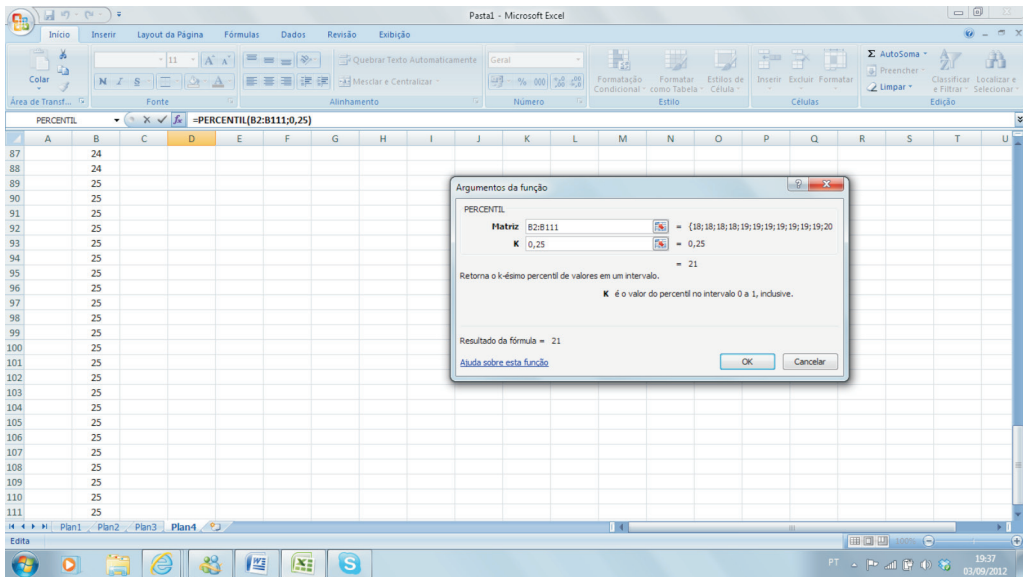 Pasta1 - Microsoft Excel
Início Inserir Layout da Página Fórmulas Dados Revisão Exibição
Colar
11
Quebrar Texto Automaticamente
Geral
Formatação Condicional
Formatar como Tabela
Estilos de Célula
Inserir Excluir Formatar
AutoSoma
Preencher
Limpar
Classificar e Filtrar
Localizar e Selecionar
N I S
Mesclar e Centralizar
% 000
Área de Transf... Fonte Alinhamento Número Estilo Células Edição
PERCENTIL fx =PERCENTIL(B2:B111;0,25)
A B C D E F G H I J K L M N O P Q R S T U
87 24
88 24
89 25
90 25
91 25
92 25
93 25
94 25
95 25
96 25
97 25
98 25
99 25
100 25
101 25
102 25
103 25
104 25
105 25
106 25
107 25
108 25
109 25
110 25
111 25
Argumentos da função
PERCENTIL
Matriz B2:B111 = {18;18;18;18;19;19;19;19;19;19;19;20
K 0,25 = 0,25
= 21
Retorna o k-ésimo percentil de valores em um intervalo.
K é o valor do percentil no intervalo 0 a 1, inclusive.
Resultado da fórmula = 21
Ajuda sobre esta função
OK Cancelar
Plan1 Plan2 Plan3 Plan4
Edita 100%
PT 19:37
03/09/2012